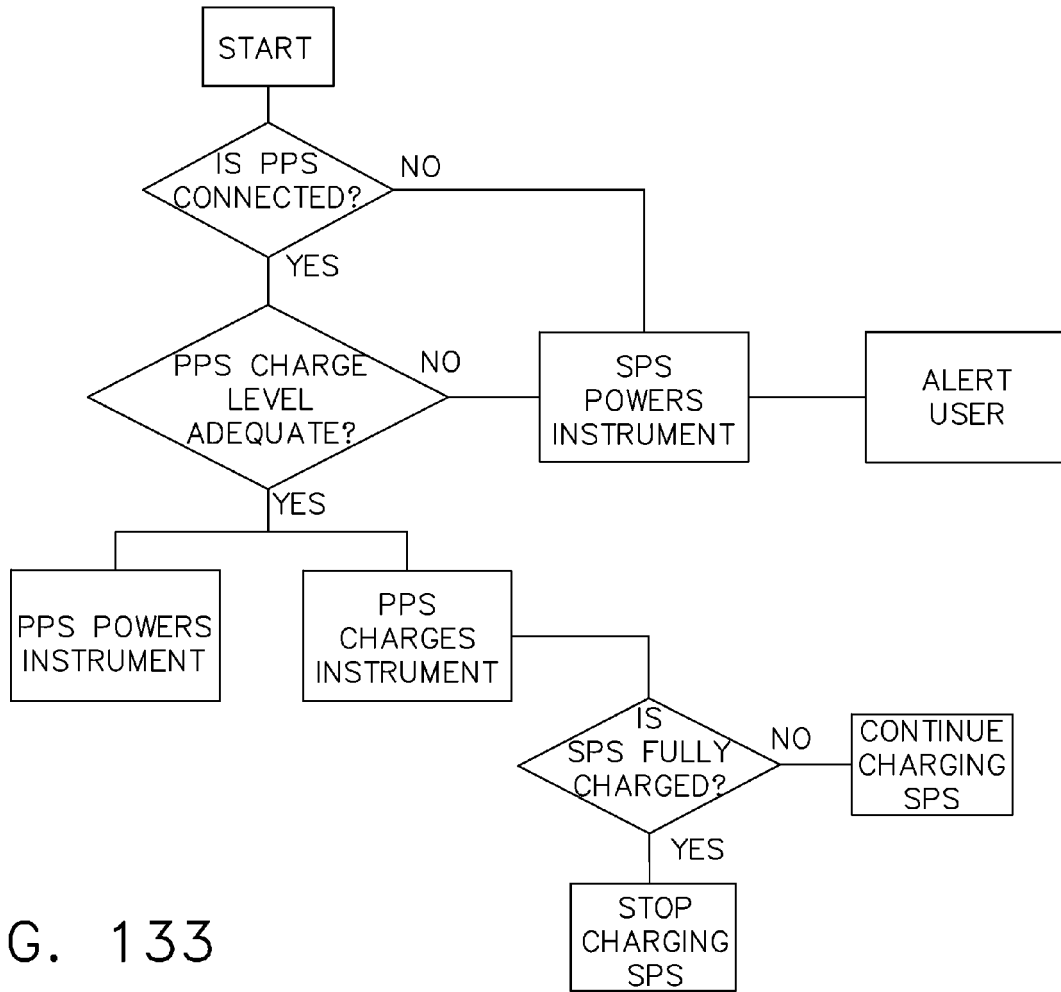 START
IS PPS
CONNECTED?
NO
YES
PPS CHARGE
LEVEL
ADEQUATE?
NO
SPS
POWERS
INSTRUMENT
ALERT
USER
YES
PPS POWERS
INSTRUMENT
PPS
CHARGES
INSTRUMENT
IS
SPS FULLY
CHARGED?
NO
CONTINUE
CHARGING
SPS
YES
STOP
CHARGING
SPS
G. 133